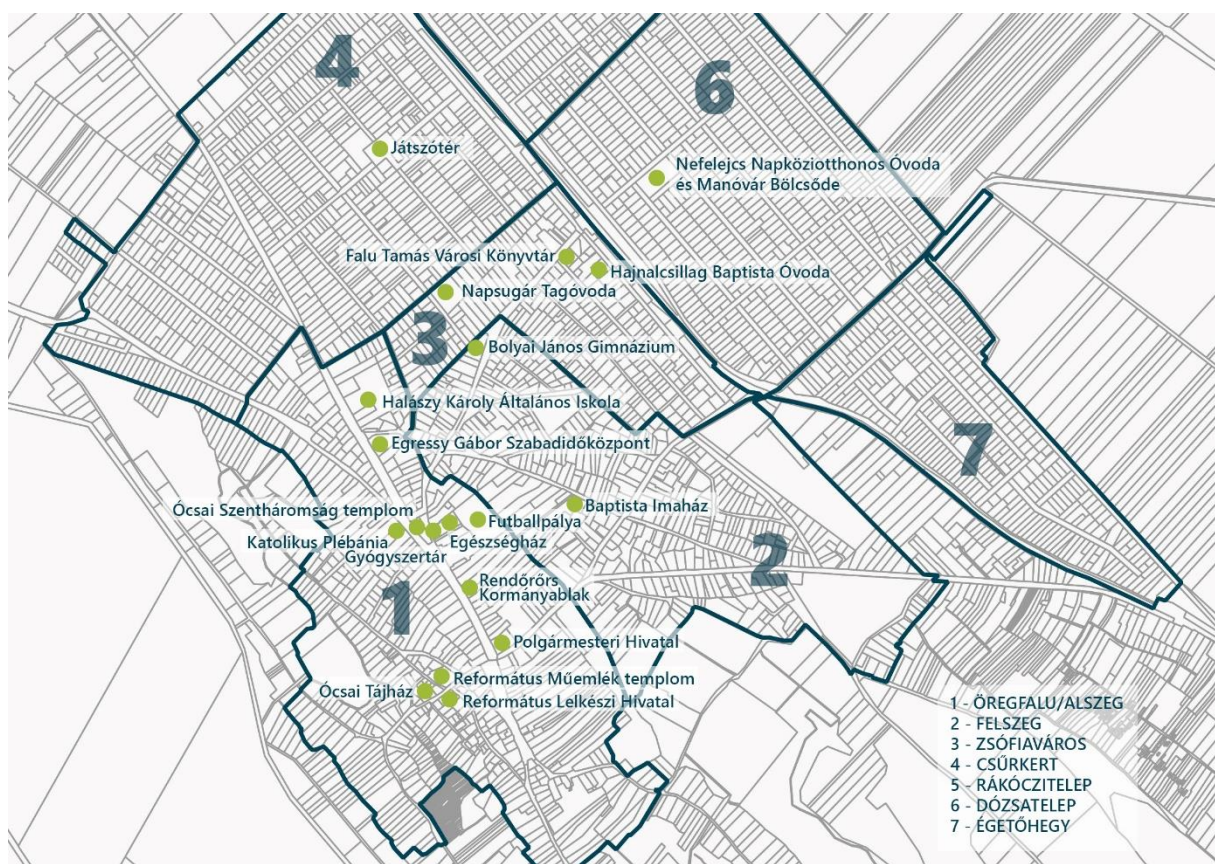 4
6
Játszótér
Nefelejcs Napköziotthonos Óvoda
és Manóvár Bölcsőde
Falu Tamás Városi Könyvtár
Hajnalcsillag Baptista Óvoda
Napsugár Tagóvoda
3
Bolyai János Gimnázium
Halászy Károly Általános Iskola
7
Egressy Gábor Szabadidőközpont
Baptista Imaház
Ócsai Szentháromság templom
Futballpálya
Katolikus Plébánia
Egészségház
Gyógyszertár
2
Rendőrörs
Kormányablak
1
Polgármesteri Hivatal
Református Műemlék templom
Ócsai Tájház
Református Lelkészi Hivatal
1 - ÖREGFALU/ALSZEG
2 - FELSZEG
3 - ZSÓFIAVÁROS
4 - CSŰRKERT
5 - RÁKÓCZITELEP
6 - DÓZSATELEP
7 - ÉGETŐHEGY